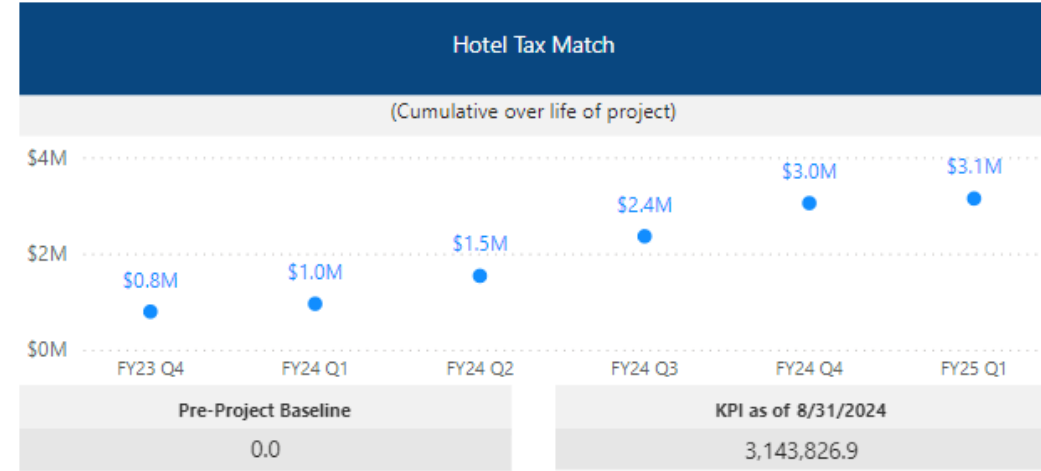 Hotel Tax Match
(Cumulative over life of project)
$4M
$2M
$0M
$0.8M
$1.0M
$1.5M
$2.4M
$3.0M
$3.1M
FY23 Q4
FY24 Q1
FY24 Q2
FY24 Q3
FY24 Q4
FY25 Q1
Pre-Project Baseline
0.0
KPI as of 8/31/2024
3,143,826.9